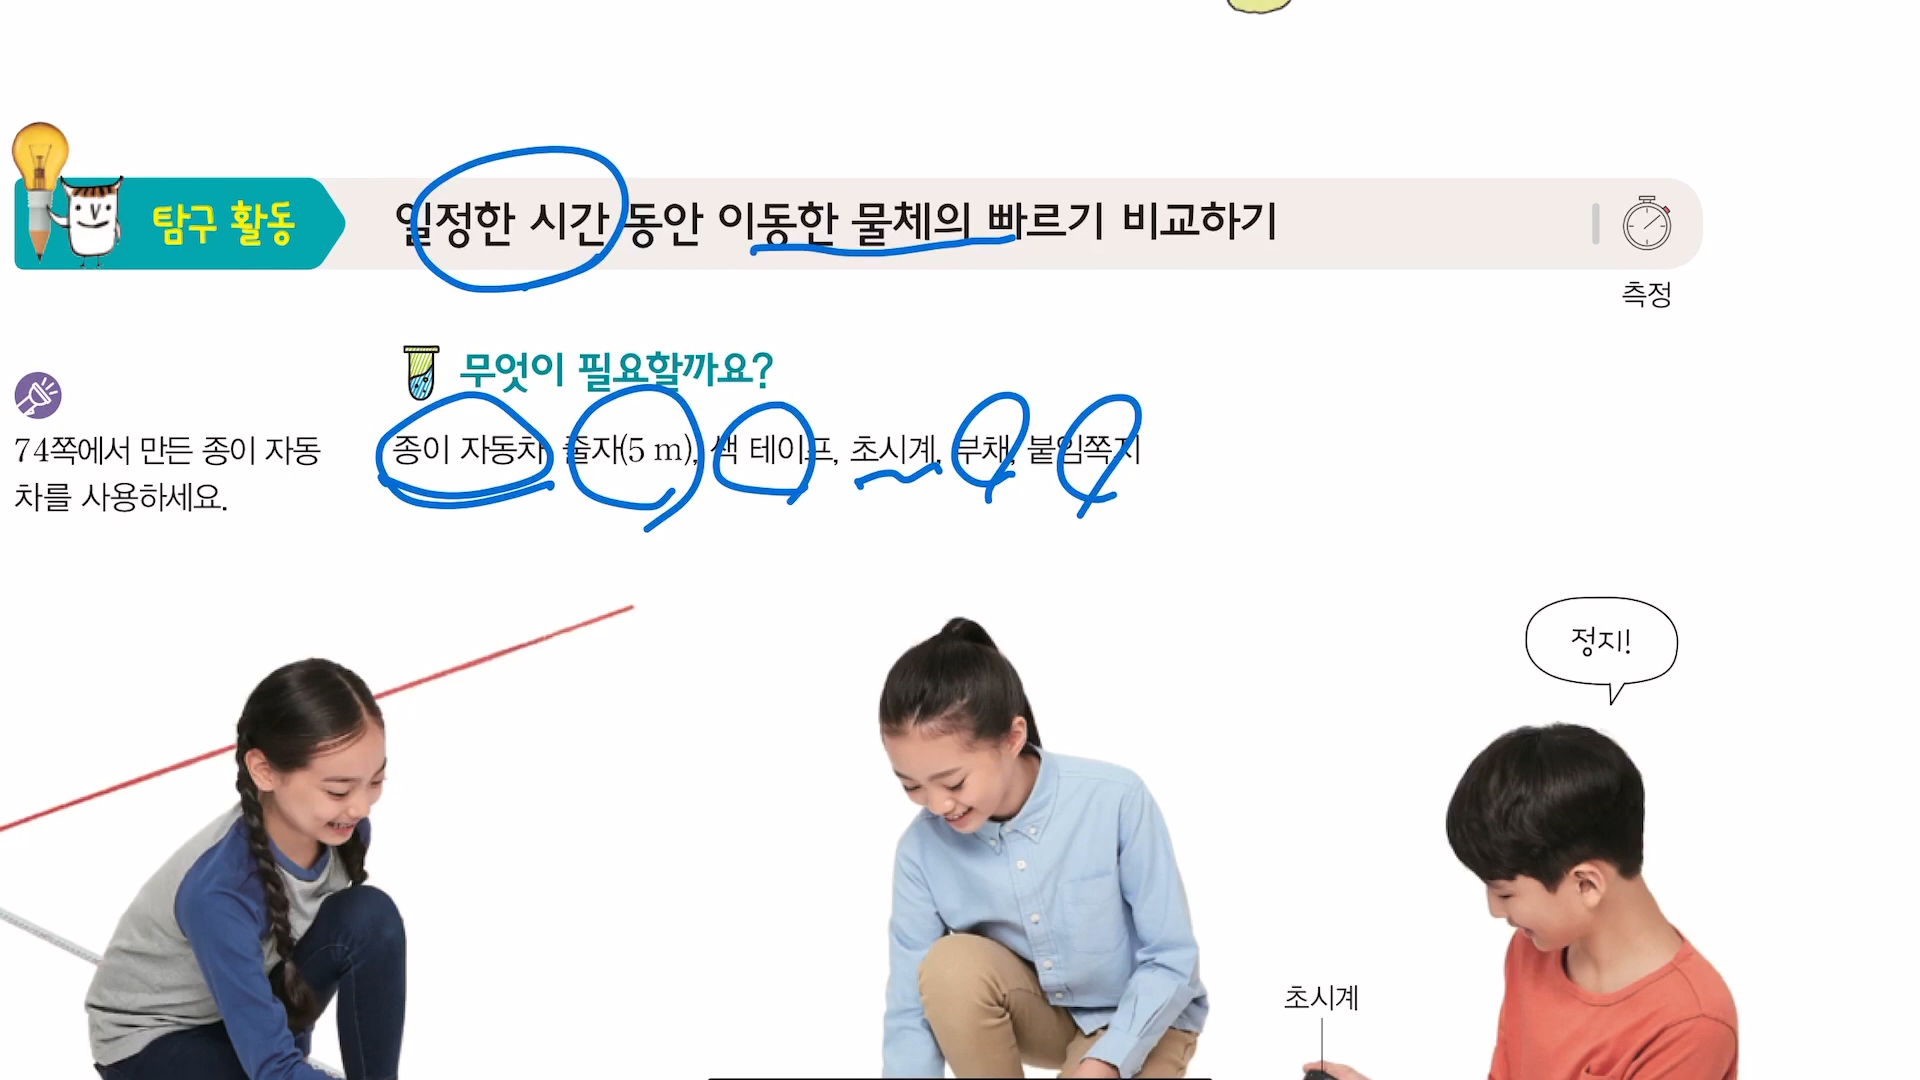 탐구 활동
일정한 시간 동안 이동한 물체의 빠르기 비교하기
측정
무엇이 필요할까요?
74쪽에서 만든 종이 자동
차를 사용하세요.
종이 자동차, 줄자(5 m), 색 테이프, 초시계, 부채, 붙임쪽지
정지!
초시계